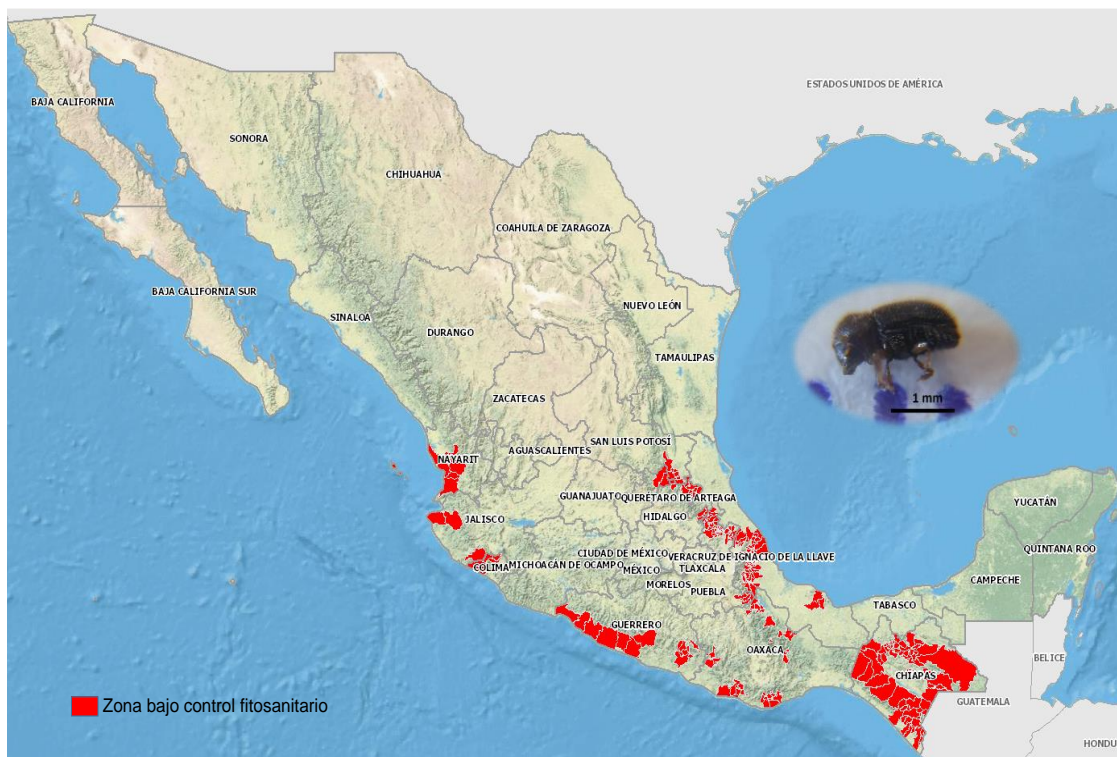 ESTADOS UNIDOS DE AMÉRICA
BAJA CALIFORNIA
SONORA
CHIHUAHUA
COAHUILA DE ZARAGOZA
BAJA CALIFORNIA SUR
NUEVO LEÓN
SINALOA
DURANGO
TAMAULIPAS
ZACATECAS
1 mm
SAN LUIS POTOSÍ
AGUASCALIENTES
NAYARIT
GUANAJUATO
QUERÉTARO DE ARTEAGA
YUCATÁN
HIDALGO
JALISCO
QUINTANA ROO
CIUDAD DE MÉXICO
VERACRUZ DE IGNACIO DE LA LLAVE
COLIMA
MICHOACÁN DE OCAMPO
MÉXICO
TLAXCALA
CAMPECHE
MORELOS
PUEBLA
TABASCO
GUERRERO
OAXACA
BELICE
CHIAPAS
GUATEMALA
Zona bajo control fitosanitario
HONDU